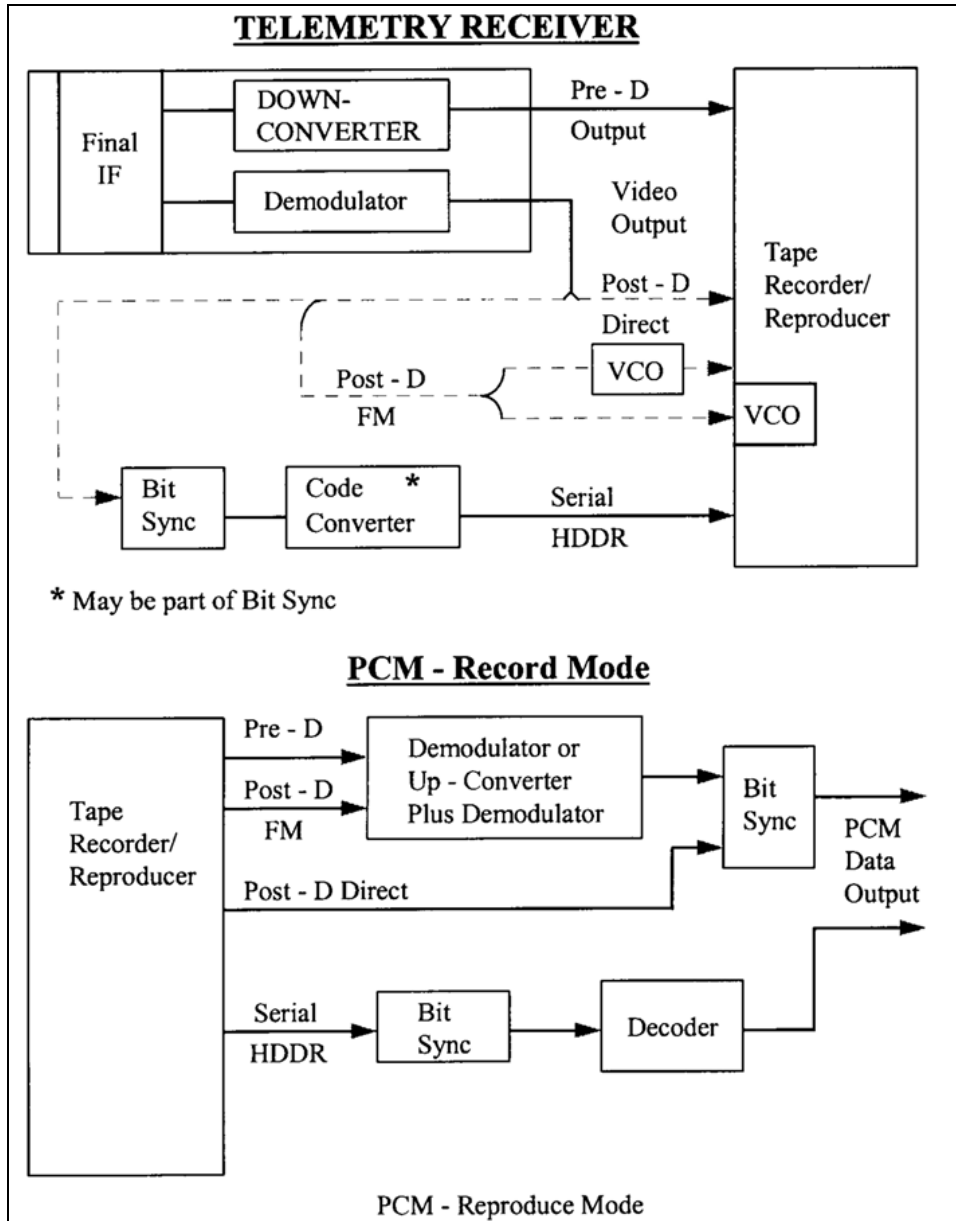 TELEMETRY RECEIVER
Final
IF
DOWN-
CONVERTER
Demodulator
Pre - D
Output
Video
Output
Post - D
Direct
Tape
Recorder/
Reproducer
Post - D
FM
VCO
VCO
Bit
Sync
Code *
Converter
Serial
HDDR
* May be part of Bit Sync
PCM - Record Mode
Tape
Recorder/
Reproducer
Pre - D
Post - D
FM
Demodulator or
Up - Converter
Plus Demodulator
Bit
Sync
PCM
Data
Output
Post - D Direct
Serial
HDDR
Bit
Sync
Decoder
PCM - Reproduce Mode